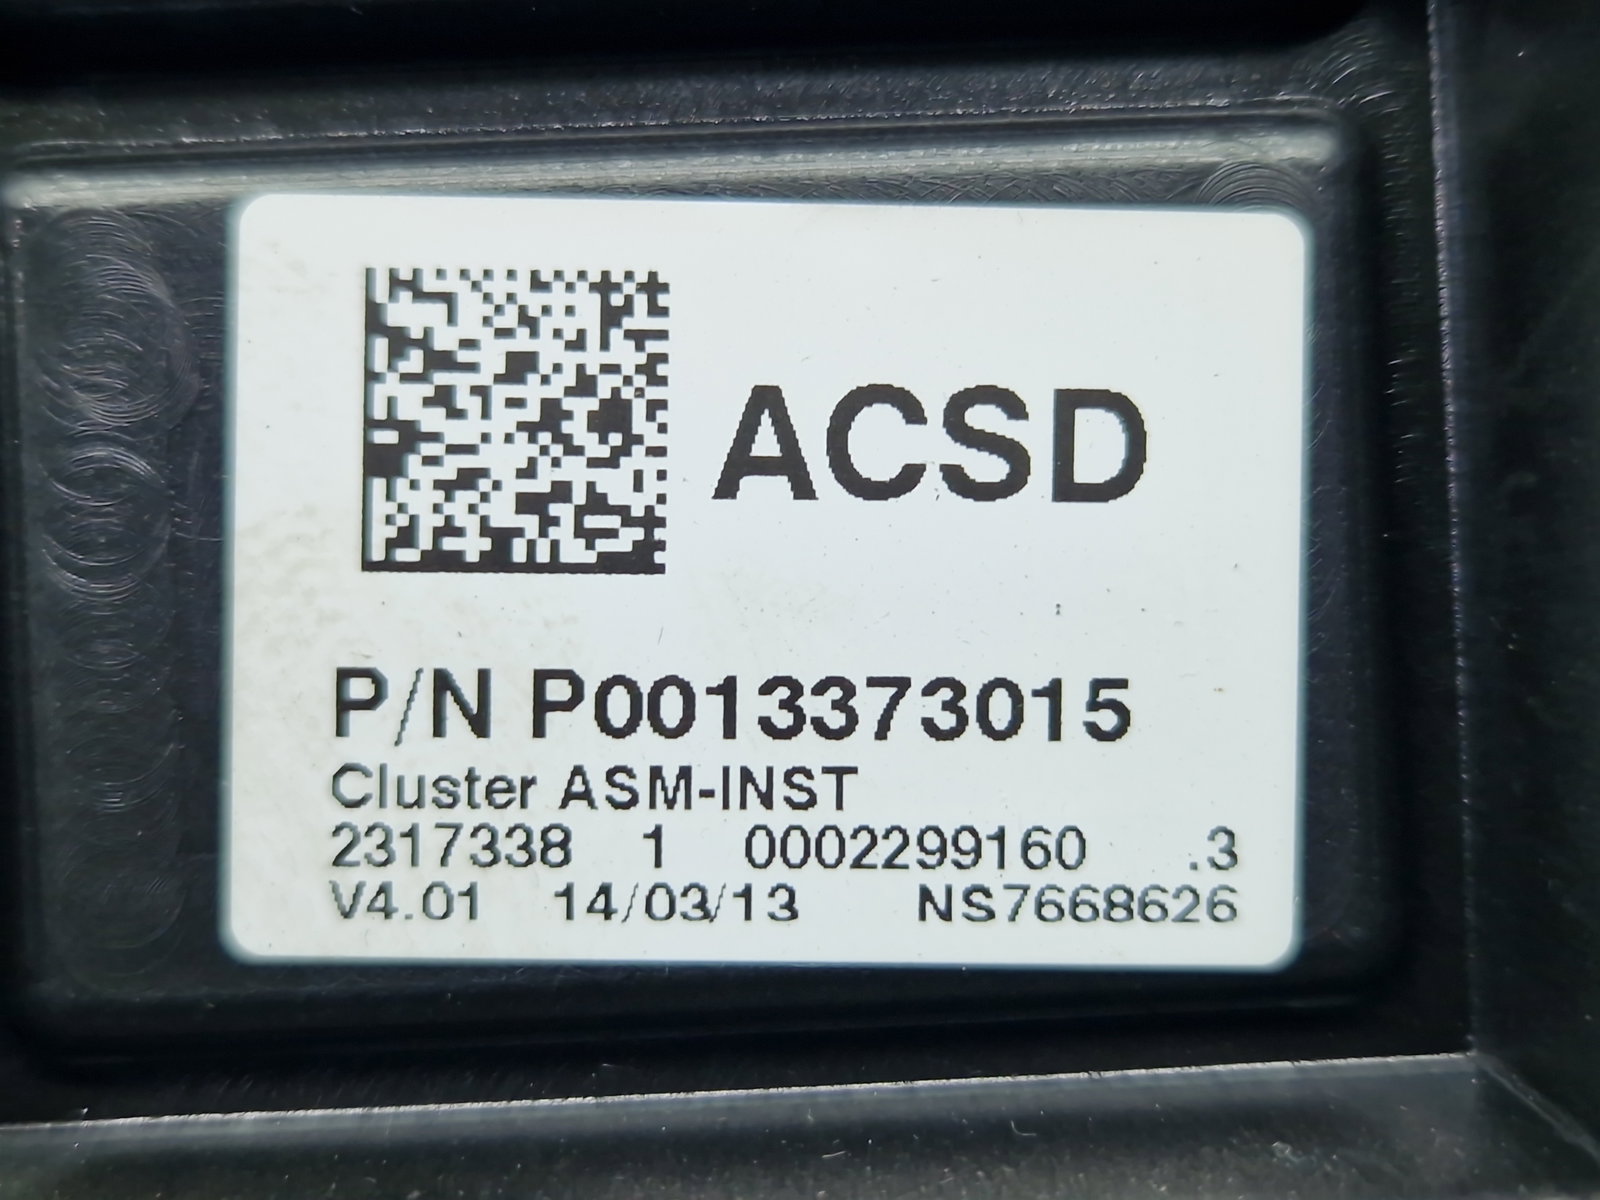 ACSD
P/N P0013373015
Cluster ASM-INST
2317338 1 0002299160 .3
V4.01 14/03/13 NS7668626